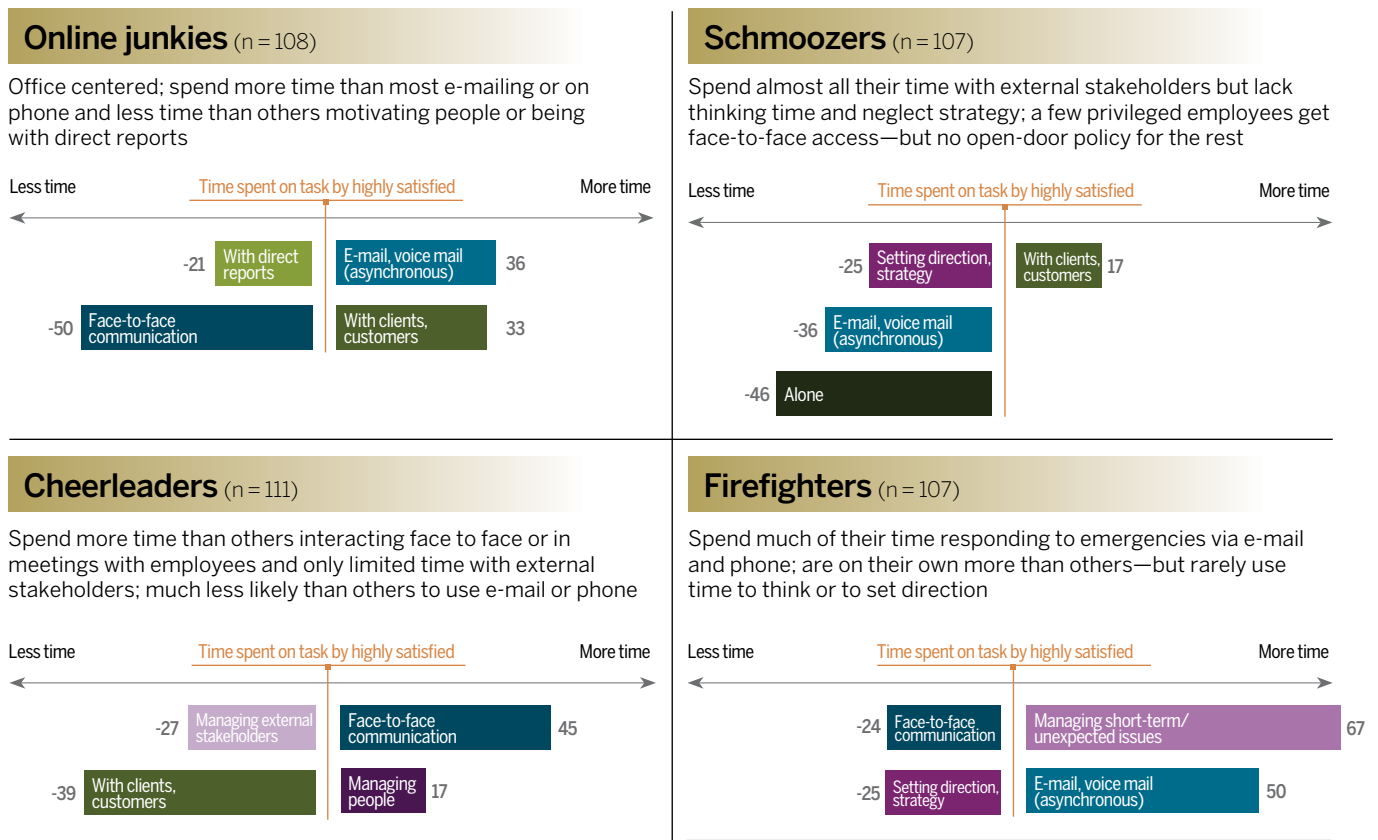 Online junkies (n = 108)
Office centered; spend more time than most e-mailing or on
phone and less time than others motivating people or being
with direct reports
Less time
Time spent on task by highly satisfied
More time
-21
With direct
reports
E-mail, voice mail
(asynchronous)
36
-50
Face-to-face
communication
With clients,
customers
33
Schmoozers (n = 107)
Spend almost all their time with external stakeholders but lack
thinking time and neglect strategy; a few privileged employees get
face-to-face access—but no open-door policy for the rest
Less time
Time spent on task by highly satisfied
More time
-25
Setting direction,
strategy
With clients,
customers
17
-36
E-mail, voice mail
(asynchronous)
-46
Alone
Cheerleaders (n = 111)
Spend more time than others interacting face to face or in
meetings with employees and only limited time with external
stakeholders; much less likely than others to use e-mail or phone
Less time
Time spent on task by highly satisfied
More time
-27
Managing external
stakeholders
Face-to-face
communication
45
-39
With clients,
customers
Managing
people
17
Firefighters (n = 107)
Spend much of their time responding to emergencies via e-mail
and phone; are on their own more than others—but rarely use
time to think or to set direction
Less time
Time spent on task by highly satisfied
More time
-24
Face-to-face
communication
Managing short-term/
unexpected issues
67
-25
Setting direction,
strategy
E-mail, voice mail
(asynchronous)
50